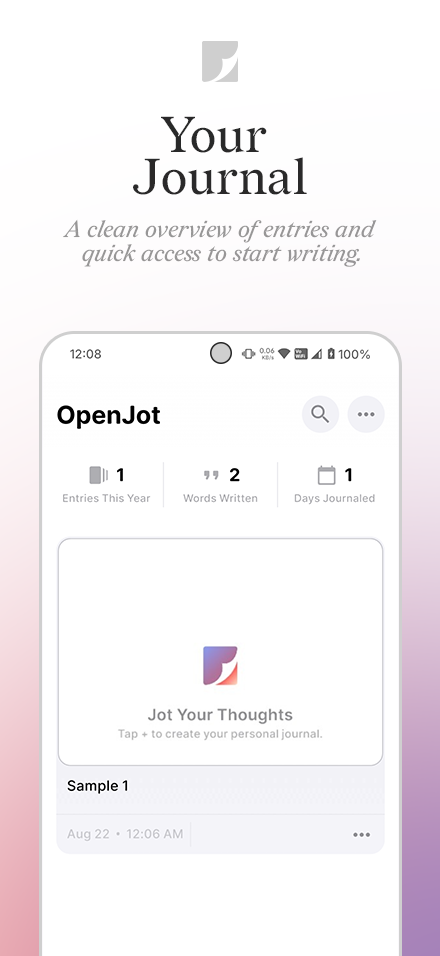 Your
Journal
A clean overview of entries and
quick access to start writing.
12:08 0.06 KB/s Vo WiFi 100%
OpenJot
1 2 1
Entries This Year Words Written Days Journaled
Jot Your Thoughts
Tap + to create your personal journal.
Sample 1
Aug 22 • 12:06 AM